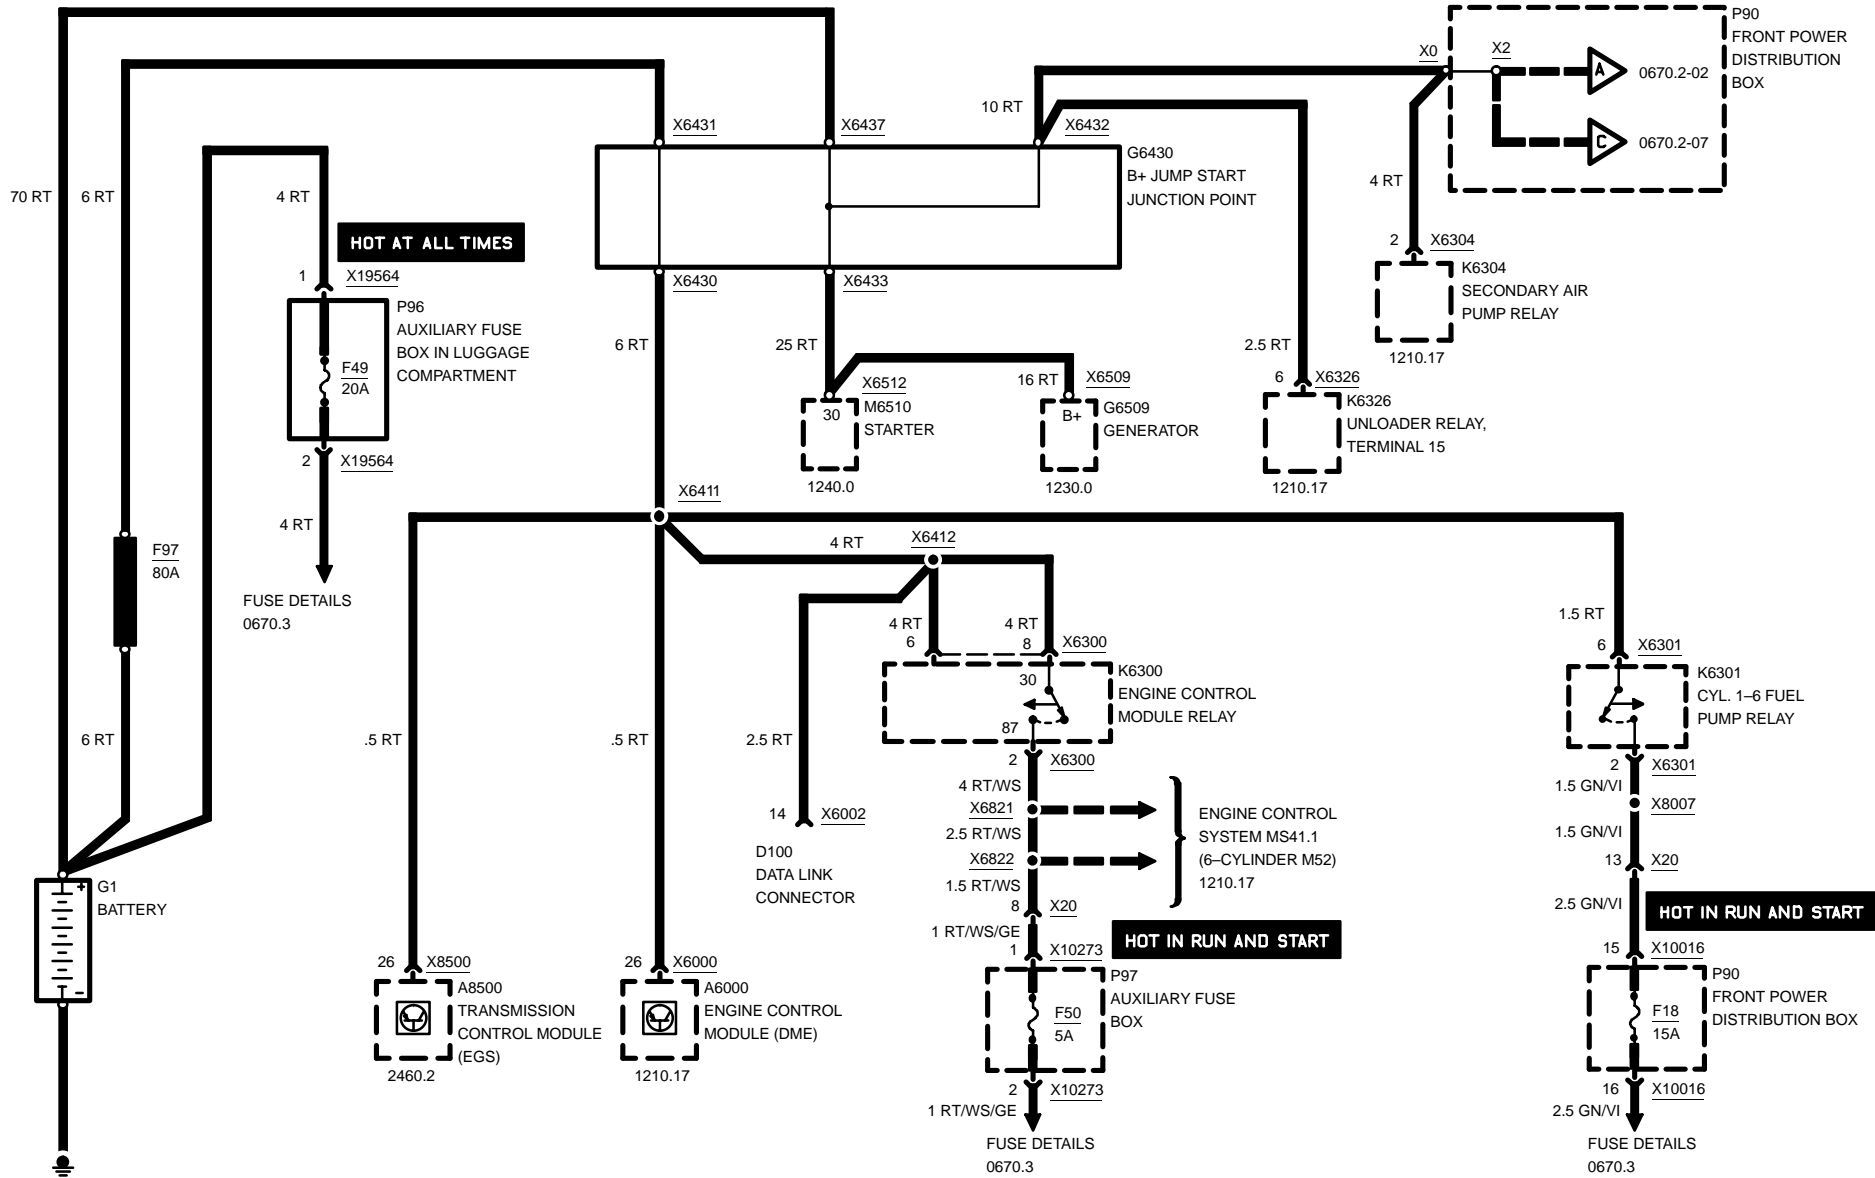 P90
FRONT POWER
DISTRIBUTION
BOX
X0
X2
A
0670.2-02
C
0670.2-07
10 RT
X6431
X6437
X6432
G6430
B+ JUMP START
JUNCTION POINT
70 RT
6 RT
4 RT
4 RT
HOT AT ALL TIMES
1
X19564
P96
AUXILIARY FUSE
BOX IN LUGGAGE
COMPARTMENT
F49
20A
2
X19564
4 RT
FUSE DETAILS
0670.3
F97
80A
6 RT
X6430
X6433
6 RT
25 RT
X6512
30
M6510
STARTER
1240.0
16 RT
X6509
B+
G6509
GENERATOR
1230.0
2.5 RT
6
X6326
K6326
UNLOADER RELAY,
TERMINAL 15
1210.17
2
X6304
K6304
SECONDARY AIR
PUMP RELAY
1210.17
X6411
4 RT
X6412
4 RT
6
4 RT
8
X6300
30
87
K6300
ENGINE CONTROL
MODULE RELAY
2
X6300
4 RT/WS
X6821
2.5 RT/WS
X6822
1.5 RT/WS
ENGINE CONTROL
SYSTEM MS41.1
(6–CYLINDER M52)
1210.17
8
X20
1 RT/WS/GE
1
X10273
HOT IN RUN AND START
P97
AUXILIARY FUSE
BOX
F50
5A
2
X10273
1 RT/WS/GE
FUSE DETAILS
0670.3
.5 RT
.5 RT
2.5 RT
14
X6002
D100
DATA LINK
CONNECTOR
1.5 RT
6
X6301
K6301
CYL. 1–6 FUEL
PUMP RELAY
2
X6301
1.5 GN/VI
X8007
1.5 GN/VI
13
X20
2.5 GN/VI
HOT IN RUN AND START
15
X10016
P90
FRONT POWER
DISTRIBUTION BOX
F18
15A
16
X10016
2.5 GN/VI
FUSE DETAILS
0670.3
+
G1
BATTERY
–
26
X8500
A8500
TRANSMISSION
CONTROL MODULE
(EGS)
2460.2
26
X6000
A6000
ENGINE CONTROL
MODULE (DME)
1210.17